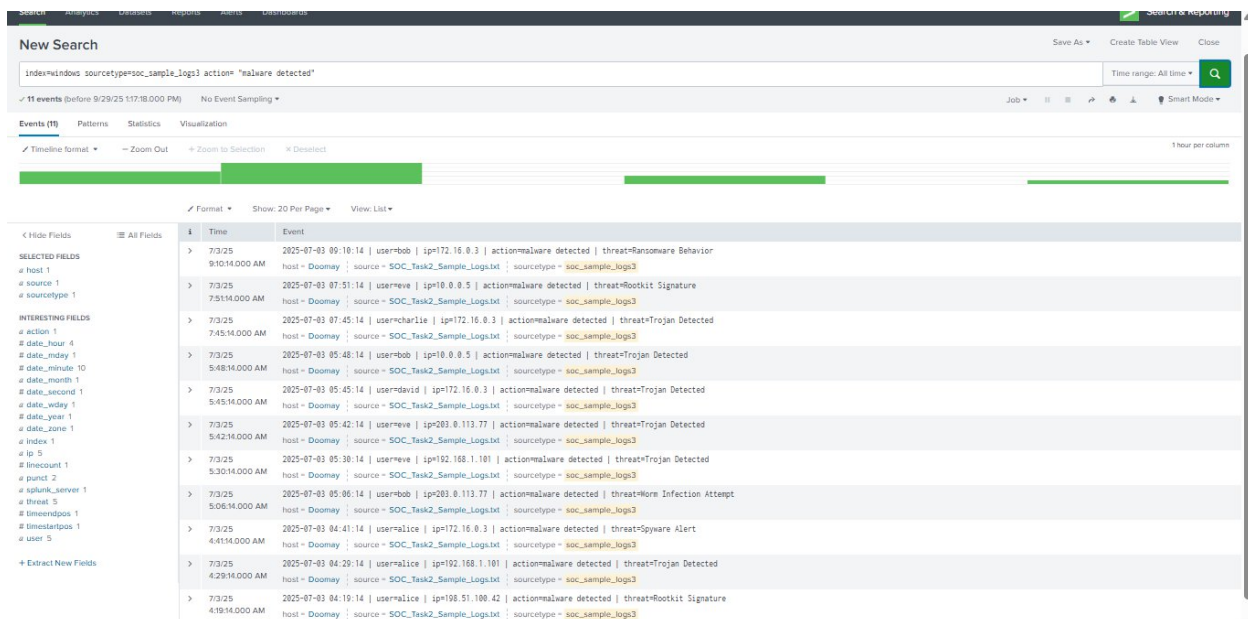 Search Analytics Datasets Reports Alerts Dashboards Search & Reporting
New Search Save As Create Table View Close
index=windows sourcetype=soc_sample_logs3 action= "malware detected" Time range: All time
✓ 11 events (before 9/29/25 1:17:18.000 PM) No Event Sampling Job Smart Mode
Events (11) Patterns Statistics Visualization
Timeline format — Zoom Out + Zoom to Selection × Deselect 1 hour per column
Format Show: 20 Per Page View: List
< Hide Fields All Fields i Time Event
SELECTED FIELDS
a host 1
a source 1
a sourcetype 1
INTERESTING FIELDS
a action 1
# date_hour 4
# date_mday 1
# date_minute 10
a date_month 1
# date_second 1
a date_wday 1
# date_year 1
a date_zone 1
a index 1
a ip 5
# linecount 1
a punct 2
a splunk_server 1
a threat 5
# timeendpos 1
# timestartpos 1
a user 5
+ Extract New Fields
> 7/3/25 2025-07-03 09:10:14 | user=bob | ip=172.16.0.3 | action=malware detected | threat=Ransomware Behavior
9:10:14.000 AM host = Doomay source = SOC_Task2_Sample_Logs.txt sourcetype = soc_sample_logs3
> 7/3/25 2025-07-03 07:51:14 | user=eve | ip=10.0.0.5 | action=malware detected | threat=Rootkit Signature
7:51:14.000 AM host = Doomay source = SOC_Task2_Sample_Logs.txt sourcetype = soc_sample_logs3
> 7/3/25 2025-07-03 07:45:14 | user=charlie | ip=172.16.0.3 | action=malware detected | threat=Trojan Detected
7:45:14.000 AM host = Doomay source = SOC_Task2_Sample_Logs.txt sourcetype = soc_sample_logs3
> 7/3/25 2025-07-03 05:48:14 | user=bob | ip=10.0.0.5 | action=malware detected | threat=Trojan Detected
5:48:14.000 AM host = Doomay source = SOC_Task2_Sample_Logs.txt sourcetype = soc_sample_logs3
> 7/3/25 2025-07-03 05:45:14 | user=david | ip=172.16.0.3 | action=malware detected | threat=Trojan Detected
5:45:14.000 AM host = Doomay source = SOC_Task2_Sample_Logs.txt sourcetype = soc_sample_logs3
> 7/3/25 2025-07-03 05:42:14 | user=eve | ip=203.0.113.77 | action=malware detected | threat=Trojan Detected
5:42:14.000 AM host = Doomay source = SOC_Task2_Sample_Logs.txt sourcetype = soc_sample_logs3
> 7/3/25 2025-07-03 05:30:14 | user=eve | ip=192.168.1.101 | action=malware detected | threat=Trojan Detected
5:30:14.000 AM host = Doomay source = SOC_Task2_Sample_Logs.txt sourcetype = soc_sample_logs3
> 7/3/25 2025-07-03 05:06:14 | user=bob | ip=203.0.113.77 | action=malware detected | threat=Worm Infection Attempt
5:06:14.000 AM host = Doomay source = SOC_Task2_Sample_Logs.txt sourcetype = soc_sample_logs3
> 7/3/25 2025-07-03 04:41:14 | user=alice | ip=172.16.0.3 | action=malware detected | threat=Spyware Alert
4:41:14.000 AM host = Doomay source = SOC_Task2_Sample_Logs.txt sourcetype = soc_sample_logs3
> 7/3/25 2025-07-03 04:29:14 | user=alice | ip=192.168.1.101 | action=malware detected | threat=Trojan Detected
4:29:14.000 AM host = Doomay source = SOC_Task2_Sample_Logs.txt sourcetype = soc_sample_logs3
> 7/3/25 2025-07-03 04:19:14 | user=alice | ip=198.51.100.42 | action=malware detected | threat=Rootkit Signature
4:19:14.000 AM host = Doomay source = SOC_Task2_Sample_Logs.txt sourcetype = soc_sample_logs3